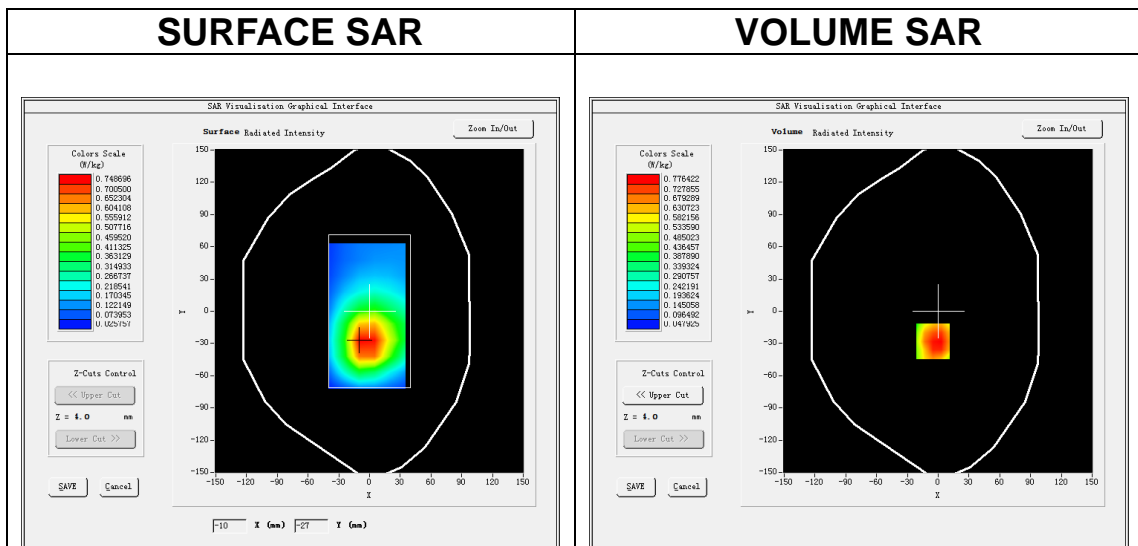 SURFACE SAR
VOLUME SAR
SAR Visualisation Graphical Interface
Surface Radiated Intensity
Zoom In/Out
Colors Scale
(W/kg)
0.748696
0.700500
0.652304
0.604108
0.555912
0.507716
0.459520
0.411325
0.363129
0.314933
0.266737
0.218541
0.170345
0.122149
0.073953
0.025757
150
120
90
60
30
0
-30
-60
-90
-120
-150
Y
-150 -120 -90 -60 -30 0 30 60 90 120 150
X
Z-Cuts Control
<< Upper Cut
Z = 4.0 mm
Lower Cut >>
SAVE Cancel
-10 X (mm) -27 Y (mm)
SAR Visualisation Graphical Interface
Volume Radiated Intensity
Zoom In/Out
Colors Scale
(W/kg)
0.776422
0.727855
0.679289
0.630723
0.582156
0.533590
0.485023
0.436457
0.387890
0.339324
0.290757
0.242191
0.193624
0.145058
0.096492
0.047925
150
120
90
60
30
0
-30
-60
-90
-120
-150
Y
-150 -120 -90 -60 -30 0 30 60 90 120 150
X
Z-Cuts Control
<< Upper Cut
Z = 4.0 mm
Lower Cut >>
SAVE Cancel